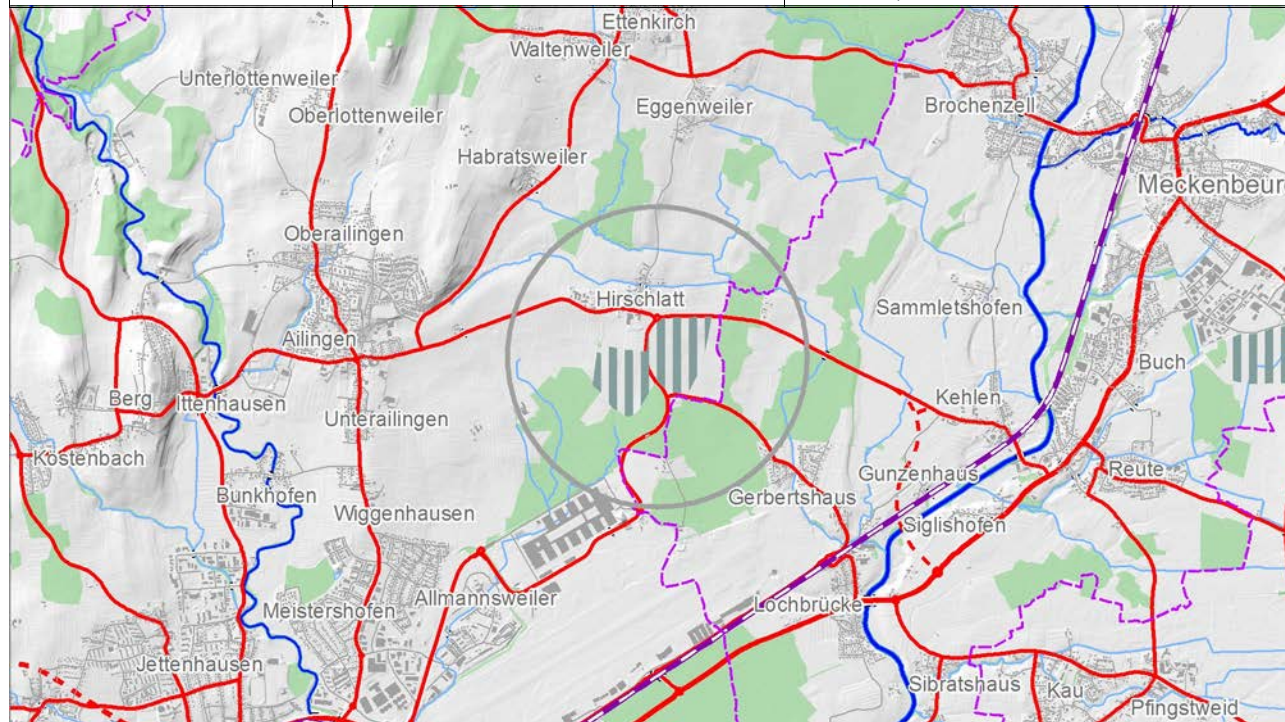 Ettenkirch
Waltenweiler
Unterlottenweiler
Eggenweiler
Brochenzell
Oberlottenweiler
Habratsweiler
Meckenbeur
Oberailingen
Hirschlatt
Sammletshofen
Ailingen
Buch
Berg
Ittenhausen
Kehlen
Unterailingen
Kostenbach
Reute
Gunzenhaus
Bunkhofen
Gerbertshaus
Wiggenhausen
Siglishofen
Allmannsweiler
Lochbrücke
Meistershofen
Jettenhausen
Sibratshaus
Kau
Pfingstweid